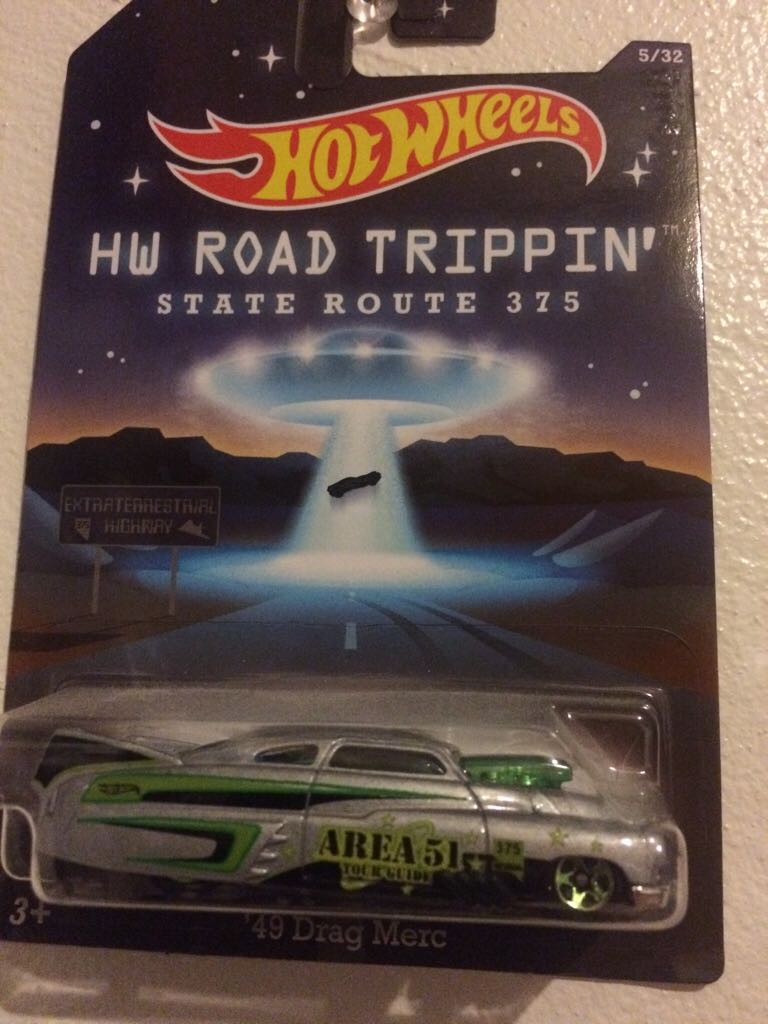 5/32
HOT WHEELS
HW ROAD TRIPPIN'™
STATE ROUTE 375
EXTRATERRESTRIAL
375 HIGHWAY
AREA 51
TOUR GUIDE
375
3+
'49 Drag Merc